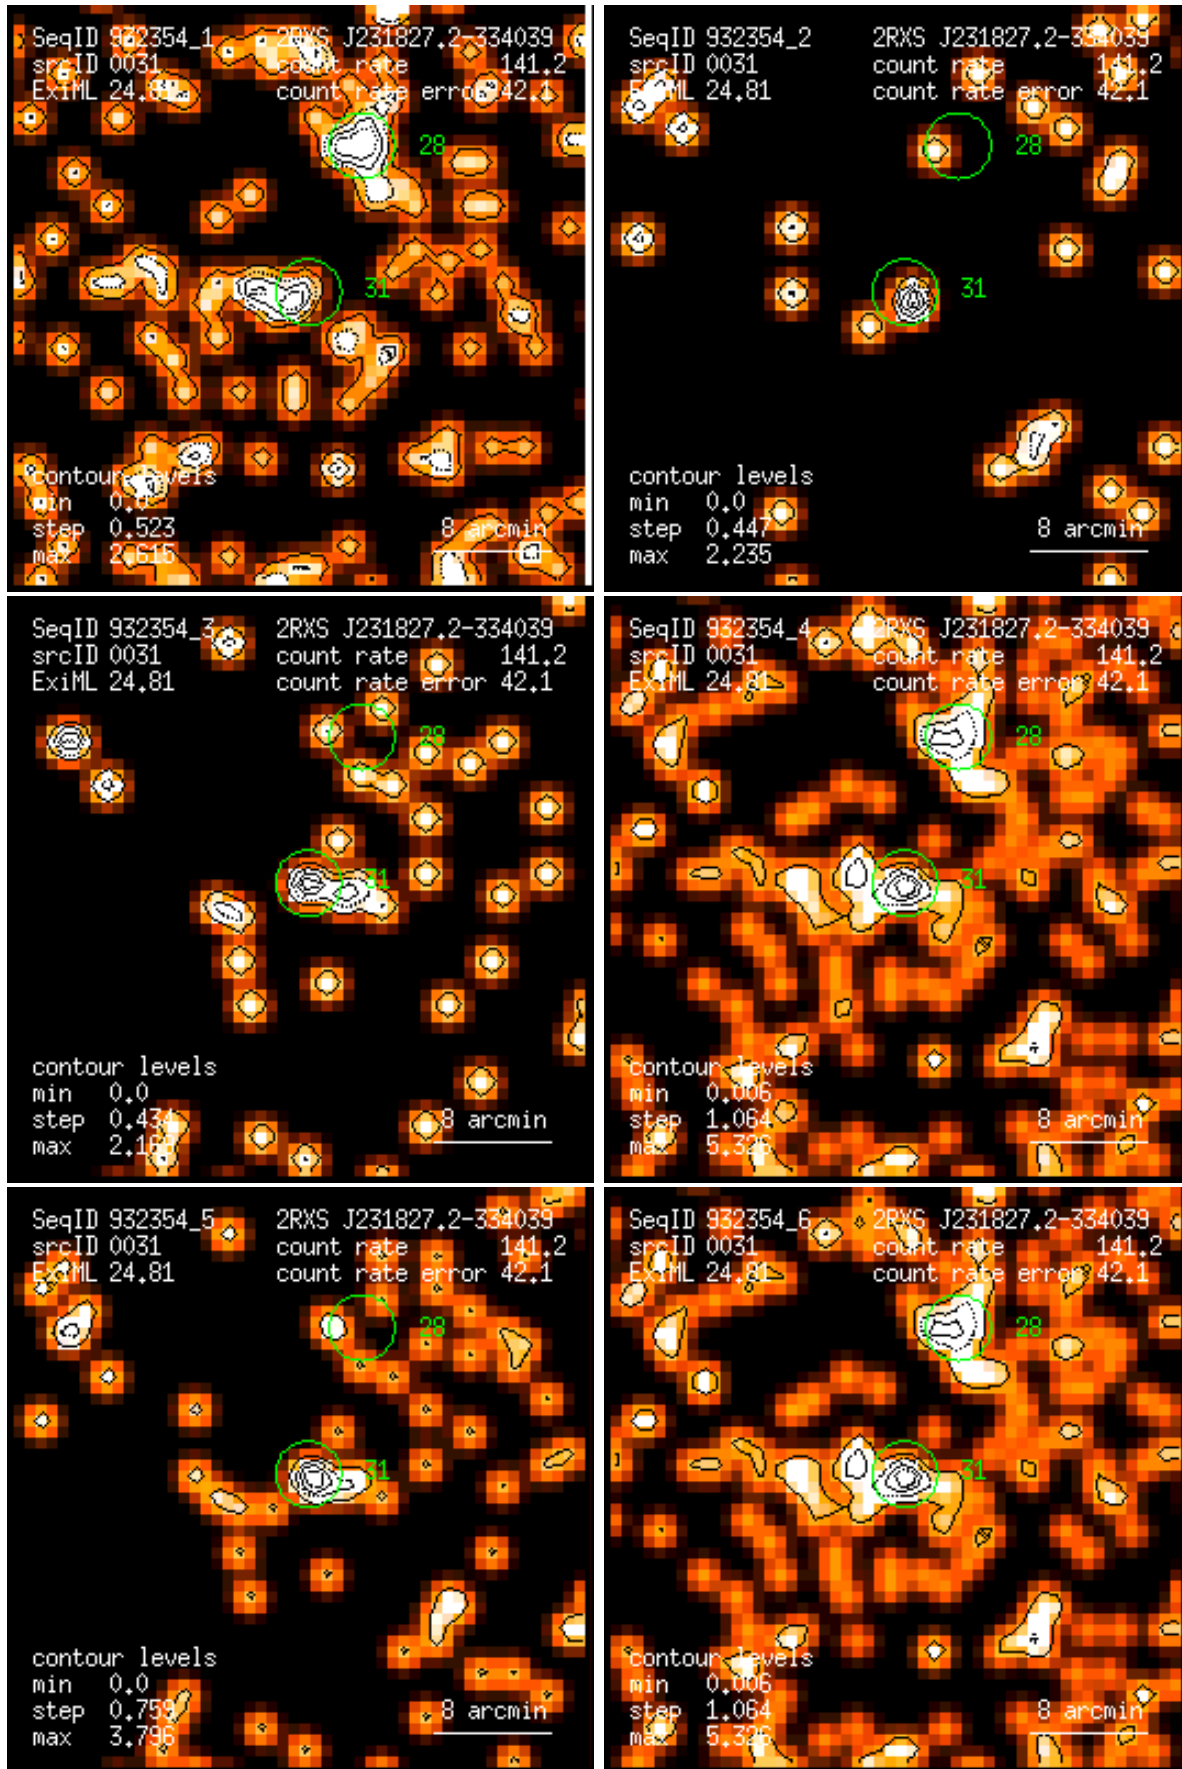 SeqID 932354_1 2RXS J231827.2-334039
srcID 0031 count rate 141.2
ExiML 24.81 count rate error 42.1
28
31
contour levels
min 0.0
step 0.523 8 arcmin
max 2.615
SeqID 932354_2 2RXS J231827.2-334039
srcID 0031 count rate 141.2
ExiML 24.81 count rate error 42.1
28
31
contour levels
min 0.0
step 0.447 8 arcmin
max 2.235
SeqID 932354_3 2RXS J231827.2-334039
srcID 0031 count rate 141.2
ExiML 24.81 count rate error 42.1
28
31
contour levels
min 0.0
step 0.434 8 arcmin
max
SeqID 932354_4 2RXS J231827.2-334039
srcID 0031 count rate 141.2
ExiML 24.81 count rate error 42.1
28
31
contour levels
min 0.006
step 1.064 8 arcmin
max 5.326
SeqID 932354_5 2RXS J231827.2-334039
srcID 0031 count rate 141.2
ExiML 24.81 count rate error 42.1
28
31
contour levels
min 0.0
step 0.759 8 arcmin
max 3.796
SeqID 932354_6 2RXS J231827.2-334039
srcID 0031 count rate 141.2
ExiML 24.81 count rate error 42.1
28
31
contour levels
min 0.006
step 1.064 8 arcmin
max 5.326